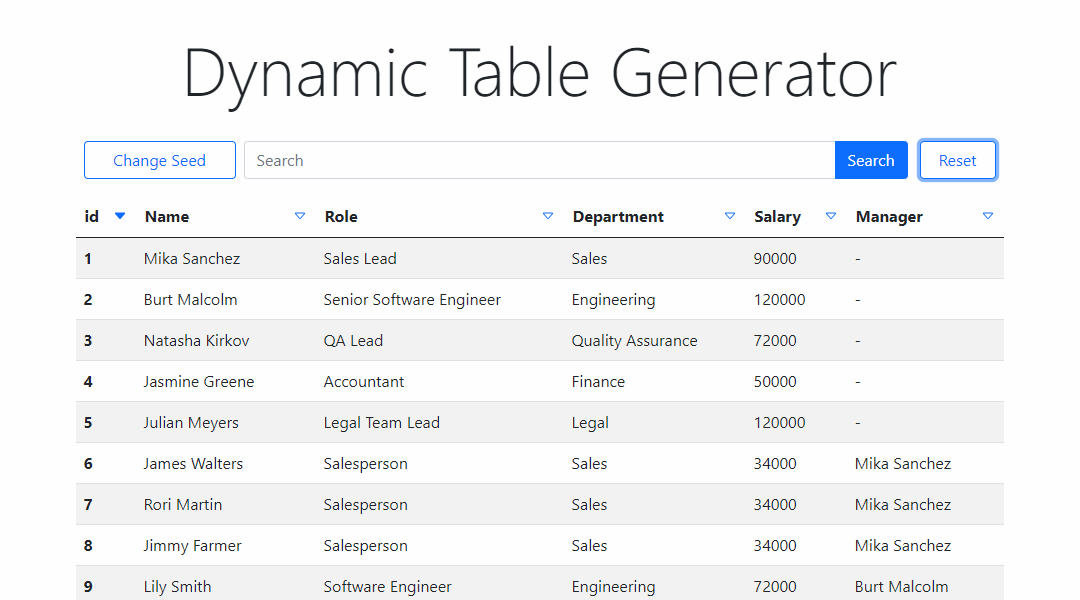 Dynamic Table Generator
Change Seed Search Search Reset
id Name Role Department Salary Manager
1 Mika Sanchez Sales Lead Sales 90000 -
2 Burt Malcolm Senior Software Engineer Engineering 120000 -
3 Natasha Kirkov QA Lead Quality Assurance 72000 -
4 Jasmine Greene Accountant Finance 50000 -
5 Julian Meyers Legal Team Lead Legal 120000 -
6 James Walters Salesperson Sales 34000 Mika Sanchez
7 Rori Martin Salesperson Sales 34000 Mika Sanchez
8 Jimmy Farmer Salesperson Sales 34000 Mika Sanchez
9 Lily Smith Software Engineer Engineering 72000 Burt Malcolm